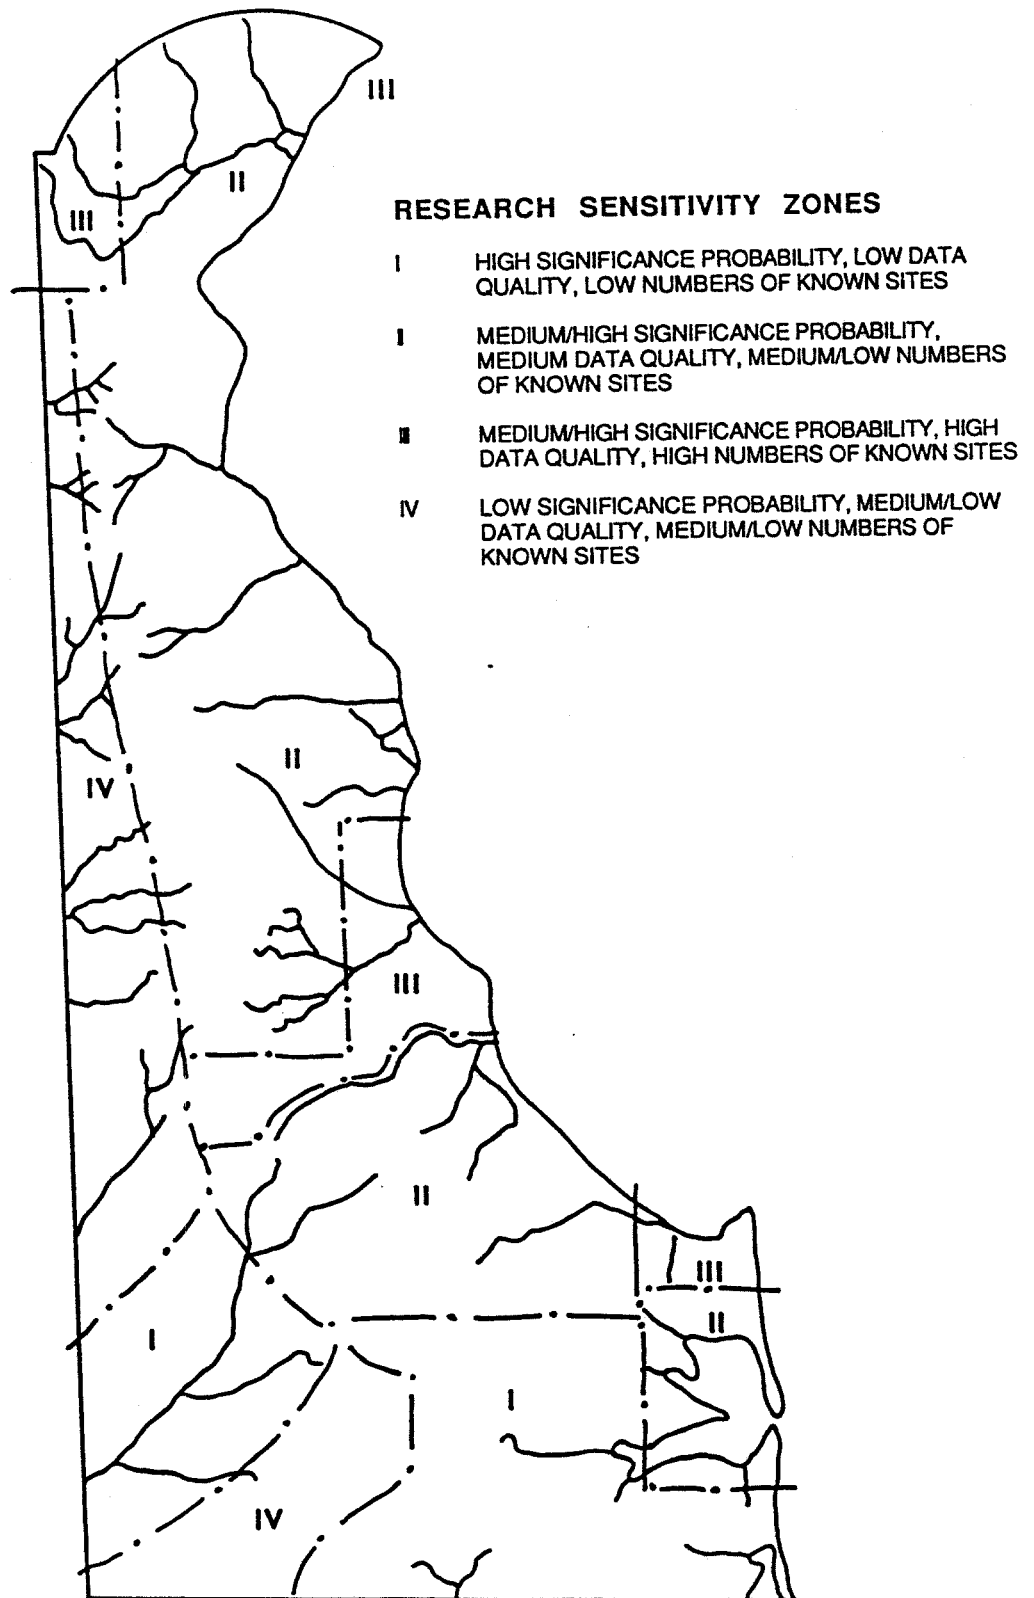 III
II
III
RESEARCH SENSITIVITY ZONES
I HIGH SIGNIFICANCE PROBABILITY, LOW DATA
QUALITY, LOW NUMBERS OF KNOWN SITES
II MEDIUM/HIGH SIGNIFICANCE PROBABILITY,
MEDIUM DATA QUALITY, MEDIUM/LOW NUMBERS
OF KNOWN SITES
III MEDIUM/HIGH SIGNIFICANCE PROBABILITY, HIGH
DATA QUALITY, HIGH NUMBERS OF KNOWN SITES
IV LOW SIGNIFICANCE PROBABILITY, MEDIUM/LOW
DATA QUALITY, MEDIUM/LOW NUMBERS OF
KNOWN SITES
II
IV
III
II
III
II
I
I
IV